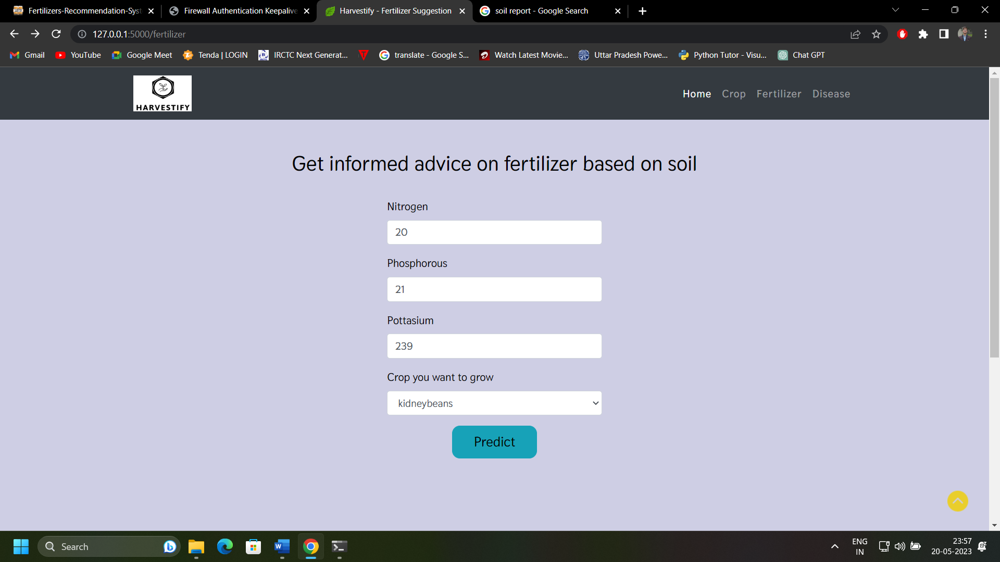 Fertilizers-Recommendation-Syst
Firewall Authentication Keepalive
Harvestify - Fertilizer Suggestion
soil report - Google Search
127.0.0.1:5000/fertilizer
Gmail
YouTube
Google Meet
Tenda | LOGIN
IRCTC Next Generat...
translate - Google S...
Watch Latest Movie...
Uttar Pradesh Powe...
Python Tutor - Visu...
Chat GPT
HARVESTIFY
Home
Crop
Fertilizer
Disease
Get informed advice on fertilizer based on soil
Nitrogen
20
Phosphorous
21
Pottasium
239
Crop you want to grow
kidneybeans
Predict
Search
ENG
IN
23:57
20-05-2023